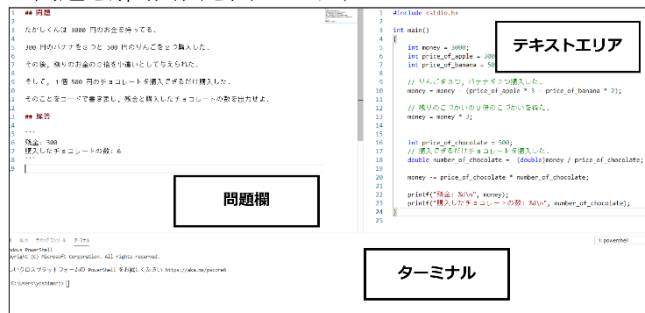 ## 問題
たかしくんは 3000 円のお金を持ってる.
300 円のバナナを 3 つと 500 円のりんごを 2 つ購入した.
その後, 残りのお金の 3 倍を小遣いとして与えられた.
そして, 1 個 500 円のチョコレートを購入できるだけ購入した.
そのことをコードで書きまし, 残金と購入したチョコレートの数を出力せよ.
## 解答
```
残金: 300
購入したチョコレートの数: 6
```
問題欄
#include <stdio.h>
int main()
{
int money = 3000;
int price_of_apple = 300
int price_of_banana = 50
// りんごを3つ, バナナを2つ購入した.
money = money - (price_of_apple * 3 - price_of_banana * 2);
// 残りのこづかいの3倍のこづかいを得た.
money = money * 3;
int price_of_chocolate = 500;
// 購入できるだけチョコレートを購入した.
double number_of_chocolate = (double)money / price_of_chocolate;
money -= price_of_chocolate * number_of_chocolate;
printf("残金: %d\n", money);
printf("購入したチョコレートの数: %d\n", number_of_chocolate);
}
テキストエリア
ターミナル
1: powershell
Copyright (C) Microsoft Corporation. All rights reserved.
しいクロスプラットフォームの PowerShell をお試しください https://aka.ms/pscore6